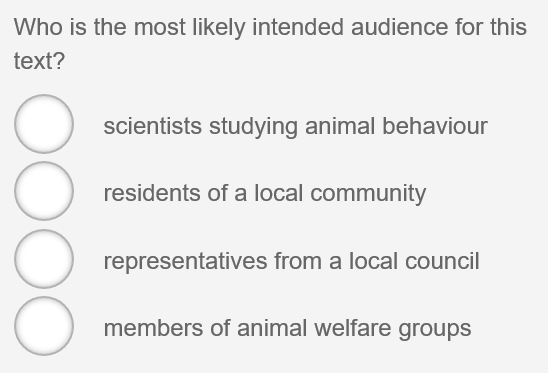 Who is the most likely intended audience for this
text?
scientists studying animal behaviour
residents of a local community
representatives from a local council
members of animal welfare groups